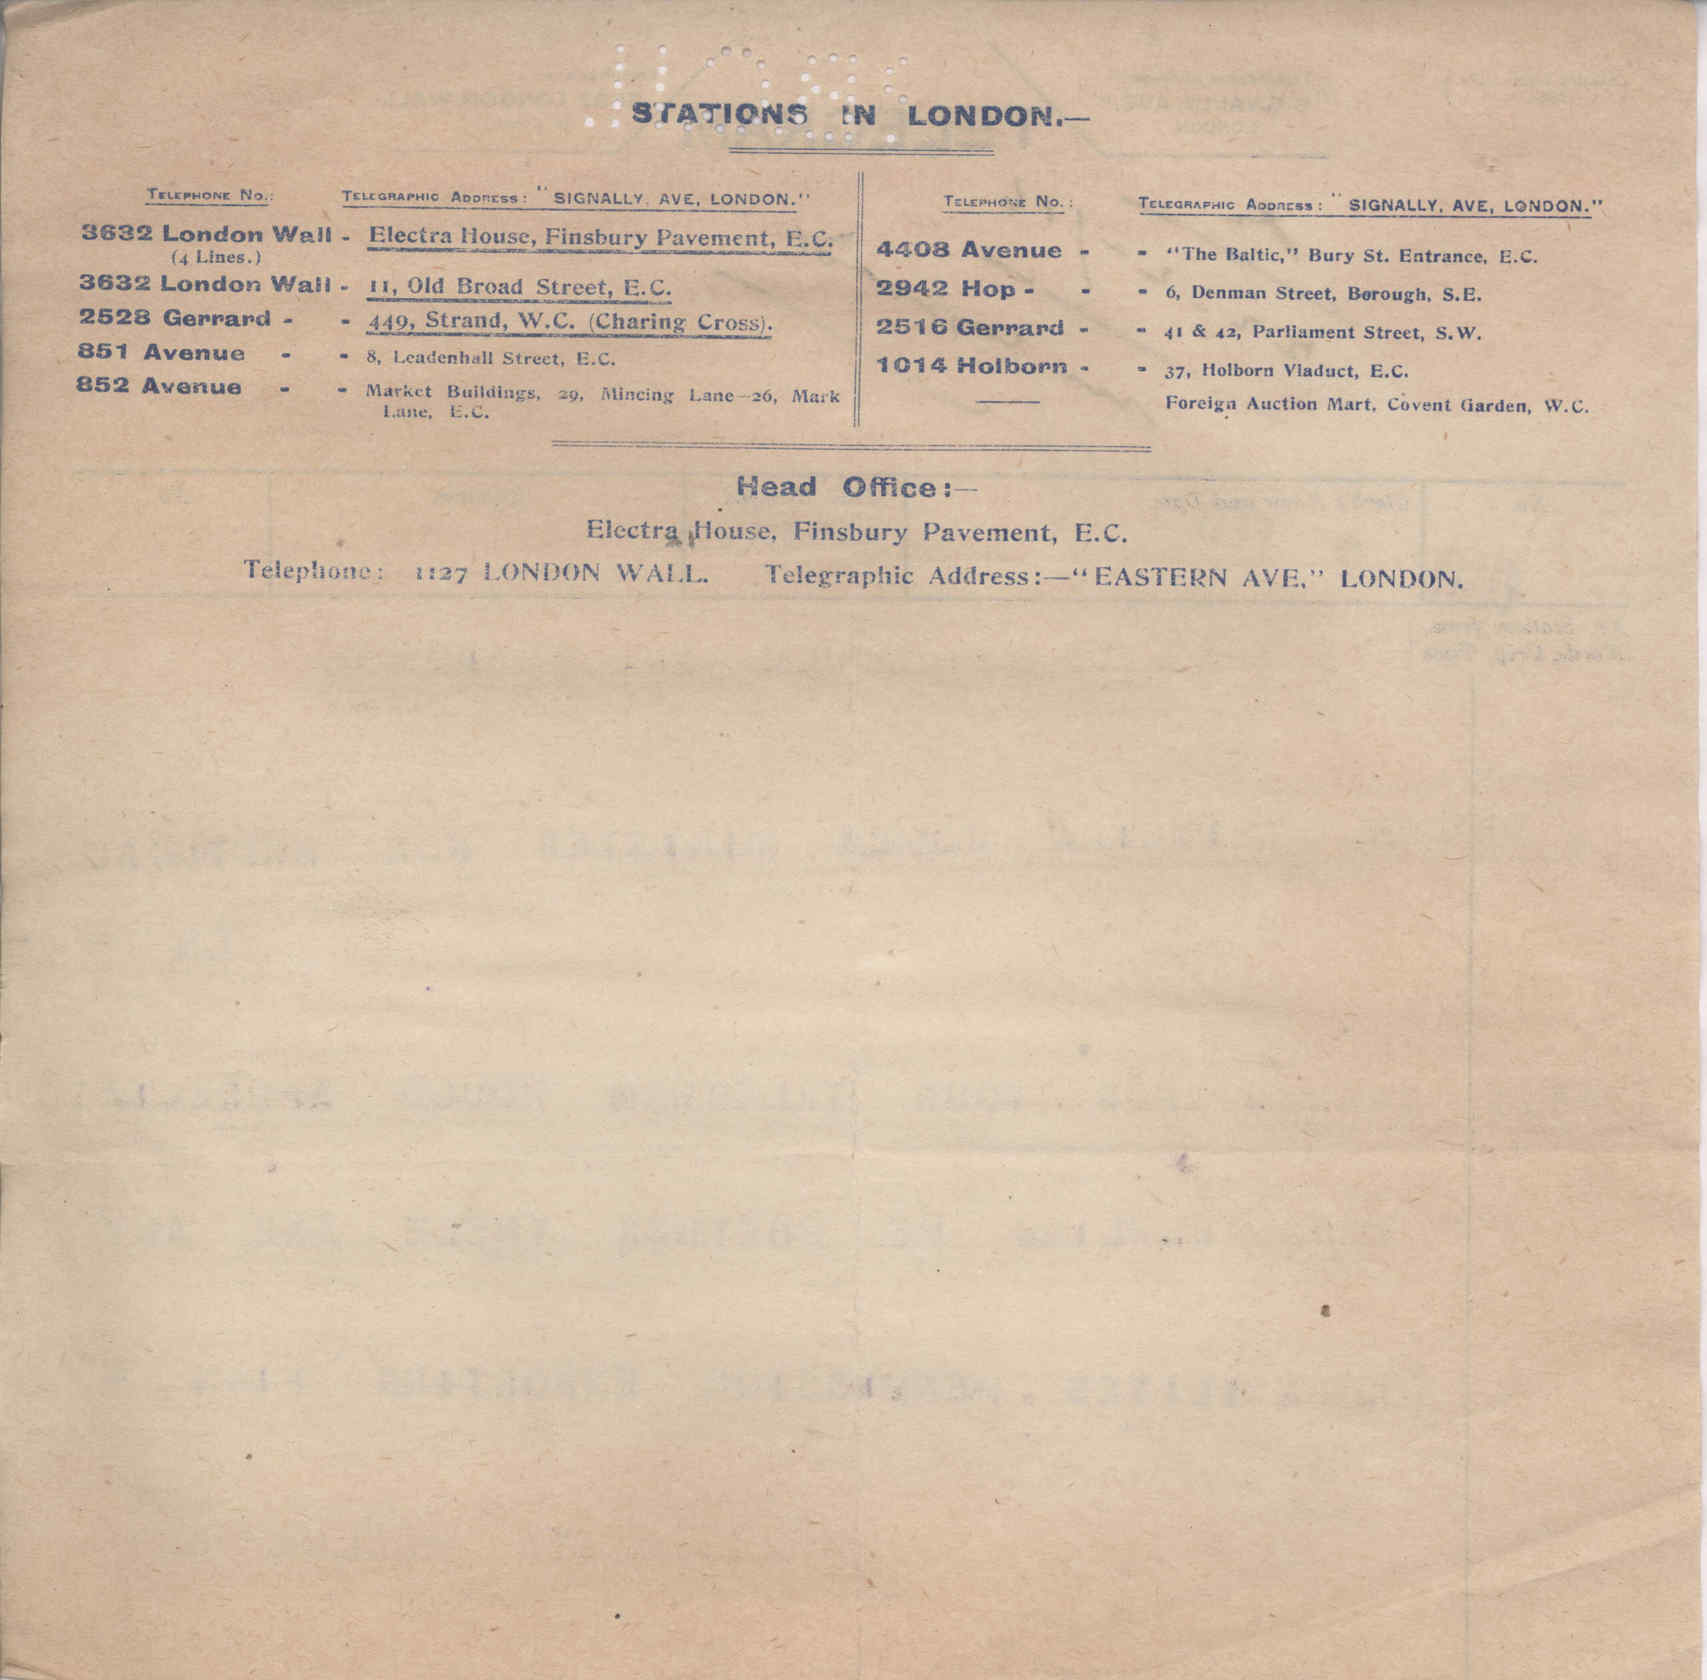 STATIONS IN LONDON.—
TELEPHONE No.: TELEGRAPHIC ADDRESS: "SIGNALLY, AVE, LONDON."
3632 London Wall - Electra House, Finsbury Pavement, E.C.
(4 Lines.)
3632 London Wall - 11, Old Broad Street, E.C.
2528 Gerrard - - 449, Strand, W.C. (Charing Cross).
851 Avenue - - 8, Leadenhall Street, E.C.
852 Avenue - - Market Buildings, 29, Mincing Lane—26, Mark
Lane, E.C.
TELEPHONE No.: TELEGRAPHIC ADDRESS: "SIGNALLY, AVE, LONDON."
4408 Avenue - - "The Baltic," Bury St. Entrance, E.C.
2942 Hop - - - 6, Denman Street, Borough, S.E.
2516 Gerrard - - 41 & 42, Parliament Street, S.W.
1014 Holborn - - 37, Holborn Viaduct, E.C.
—— Foreign Auction Mart, Covent Garden, W.C.
Head Office:—
Electra House, Finsbury Pavement, E.C.
Telephone: 1127 LONDON WALL. Telegraphic Address:—"EASTERN AVE," LONDON.